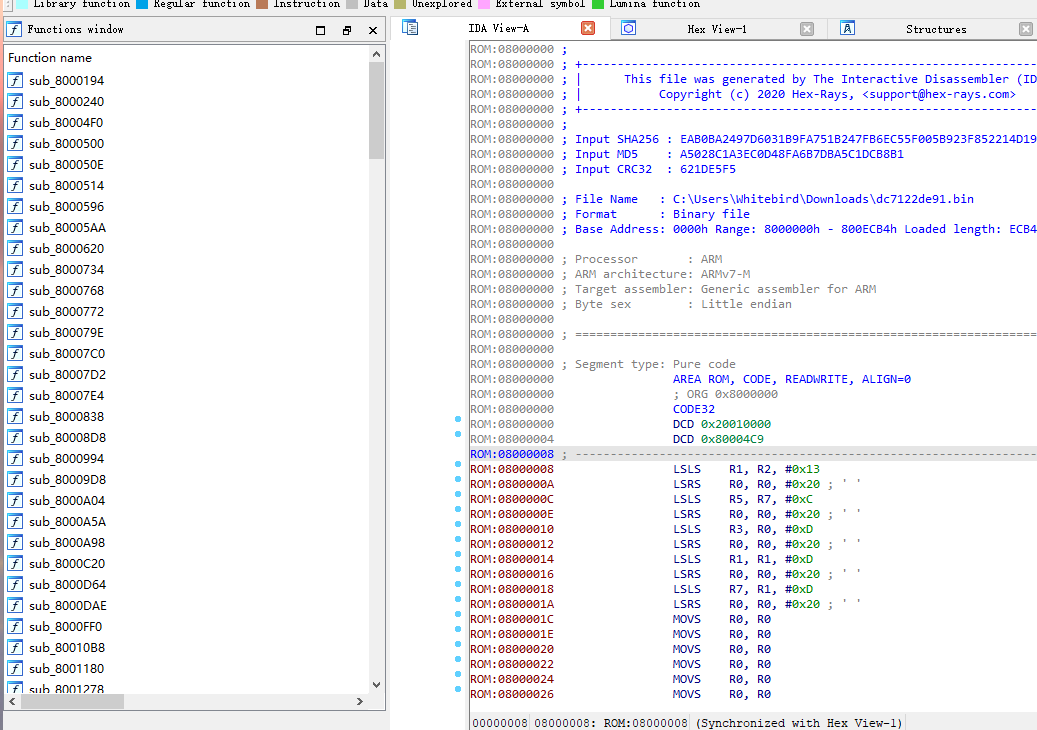 Library function Regular function Instruction Data Unexplored External symbol Lumina function
Functions window
IDA View-A Hex View-1 Structures
Function name
sub_8000194
sub_8000240
sub_80004F0
sub_8000500
sub_800050E
sub_8000514
sub_8000596
sub_80005AA
sub_8000620
sub_8000734
sub_8000768
sub_8000772
sub_800079E
sub_80007C0
sub_80007D2
sub_80007E4
sub_8000838
sub_80008D8
sub_8000994
sub_80009D8
sub_8000A04
sub_8000A5A
sub_8000A98
sub_8000C20
sub_8000D64
sub_8000DAE
sub_8000FF0
sub_80010B8
sub_8001180
sub_8001278
ROM:08000000 ;
ROM:08000000 ; +-------------------------------------------------------------
ROM:08000000 ; |      This file was generated by The Interactive Disassembler (ID
ROM:08000000 ; |           Copyright (c) 2020 Hex-Rays, <support@hex-rays.com>
ROM:08000000 ; +-------------------------------------------------------------
ROM:08000000 ;
ROM:08000000 ; Input SHA256 : EAB0BA2497D6031B9FA751B247FB6EC55F005B923F852214D19
ROM:08000000 ; Input MD5    : A5028C1A3EC0D48FA6B7DBA5C1DCB8B1
ROM:08000000 ; Input CRC32  : 621DE5F5
ROM:08000000
ROM:08000000 ; File Name   : C:\Users\Whitebird\Downloads\dc7122de91.bin
ROM:08000000 ; Format      : Binary file
ROM:08000000 ; Base Address: 0000h Range: 8000000h - 800ECB4h Loaded length: ECB4
ROM:08000000
ROM:08000000 ; Processor       : ARM
ROM:08000000 ; ARM architecture: ARMv7-M
ROM:08000000 ; Target assembler: Generic assembler for ARM
ROM:08000000 ; Byte sex        : Little endian
ROM:08000000
ROM:08000000 ; =============================================================
ROM:08000000
ROM:08000000 ; Segment type: Pure code
ROM:08000000 AREA ROM, CODE, READWRITE, ALIGN=0
ROM:08000000 ; ORG 0x8000000
ROM:08000000 CODE32
ROM:08000000 DCD 0x20010000
ROM:08000004 DCD 0x80004C9
ROM:08000008 ; -------------------------------------------------------------
ROM:08000008 LSLS R1, R2, #0x13
ROM:0800000A LSRS R0, R0, #0x20 ; ' '
ROM:0800000C LSLS R5, R7, #0xC
ROM:0800000E LSRS R0, R0, #0x20 ; ' '
ROM:08000010 LSLS R3, R0, #0xD
ROM:08000012 LSRS R0, R0, #0x20 ; ' '
ROM:08000014 LSLS R1, R1, #0xD
ROM:08000016 LSRS R0, R0, #0x20 ; ' '
ROM:08000018 LSLS R7, R1, #0xD
ROM:0800001A LSRS R0, R0, #0x20 ; ' '
ROM:0800001C MOVS R0, R0
ROM:0800001E MOVS R0, R0
ROM:08000020 MOVS R0, R0
ROM:08000022 MOVS R0, R0
ROM:08000024 MOVS R0, R0
ROM:08000026 MOVS R0, R0
00000008 08000008: ROM:08000008 (Synchronized with Hex View-1)